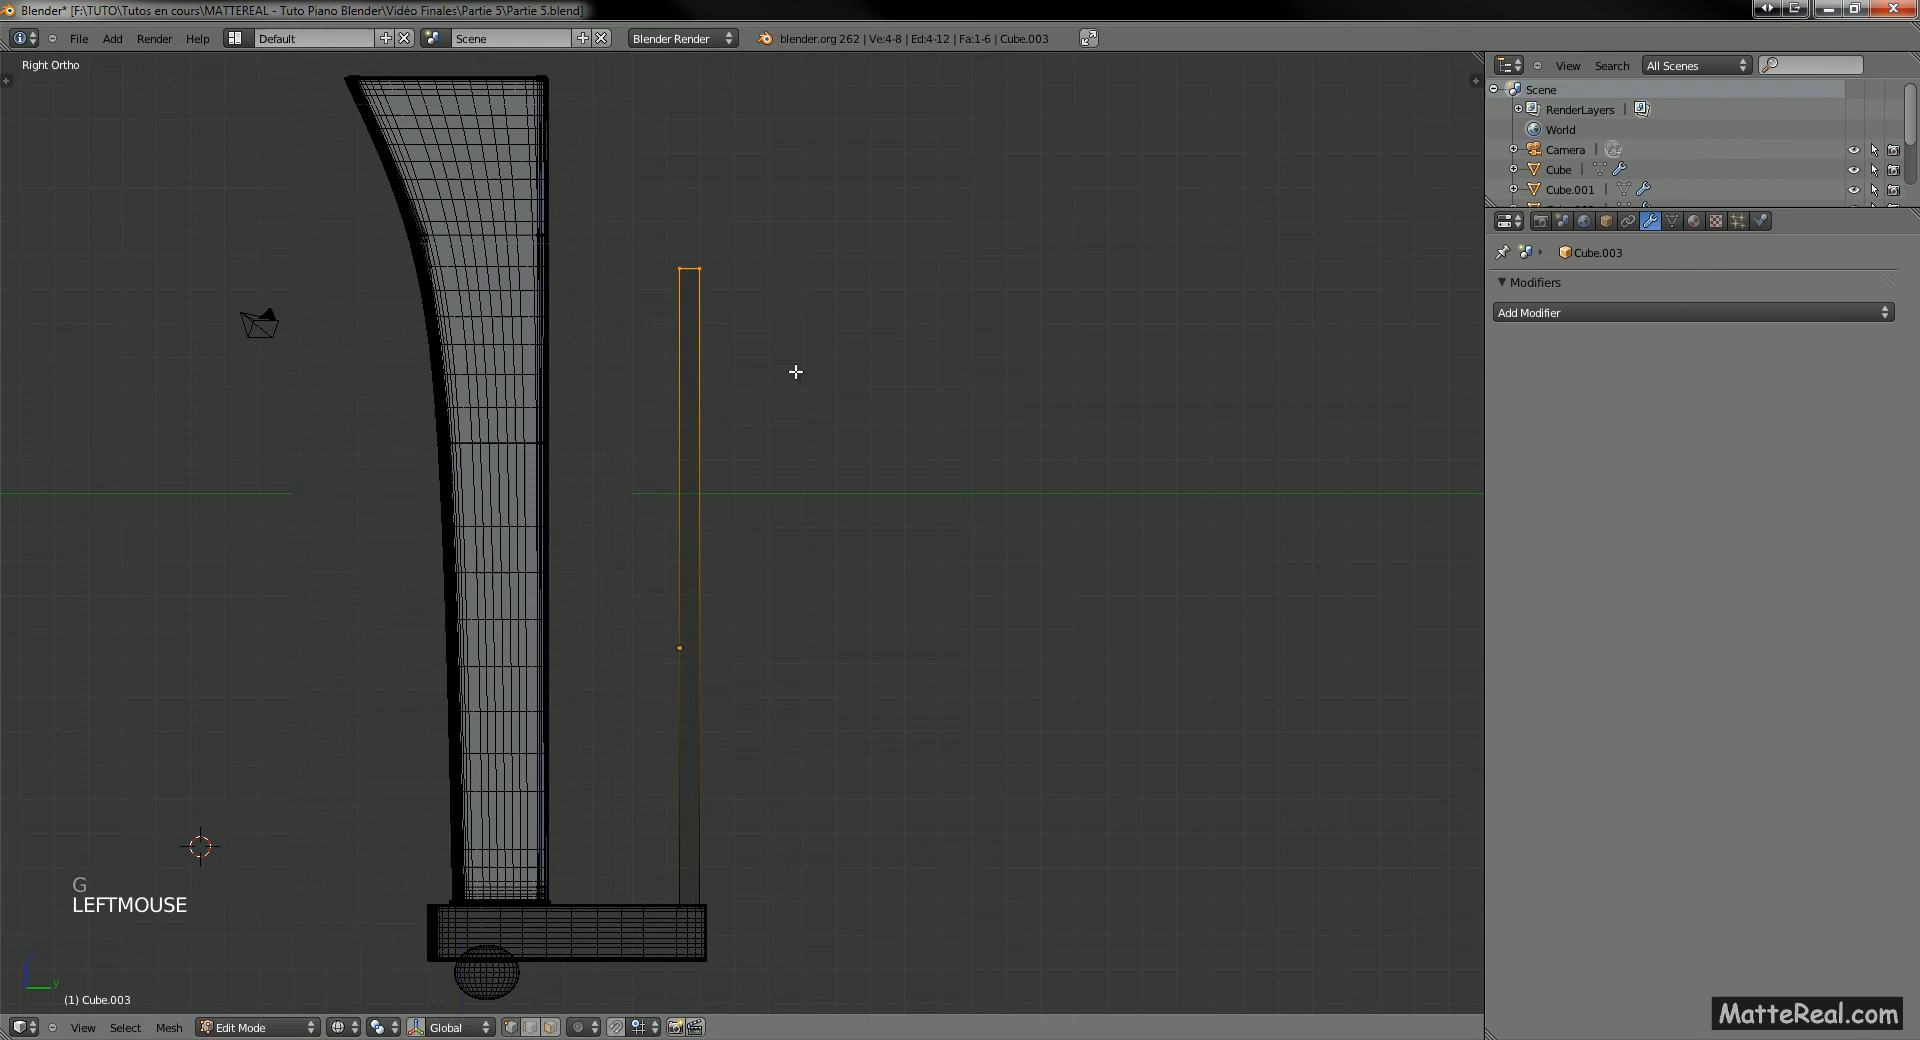 Blender* [F:\TUTO\Tutos en cours\MATTEREAL - Tuto Piano Blender\Vidéo Finales\Partie 5\Partie 5.blend]
File Add Render Help Default Scene Blender Render blender.org 262 | Ve:4-8 | Ed:4-12 | Fa:1-6 | Cube.003
Right Ortho
View Search All Scenes
Scene
RenderLayers
World
Camera
Cube
Cube.001
Cube.003
Modifiers
Add Modifier
G
LEFTMOUSE
y
(1) Cube.003
View Select Mesh Edit Mode Global
MatteReal.com